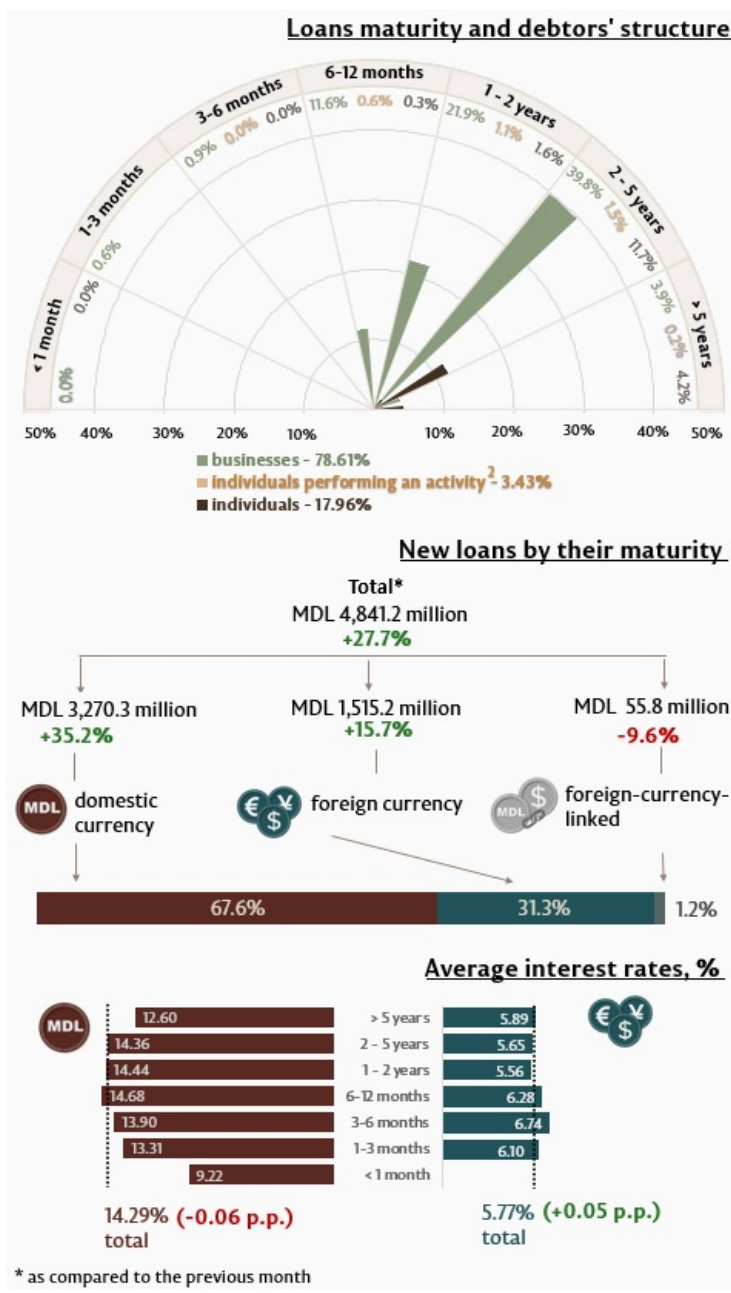 Loans maturity and debtors' structure
< 1 month
0.0%
0.0%
1-3 months
0.6%
3-6 months
0.9%
0.0%
0.0%
6-12 months
11.6%
0.6%
0.3%
1 - 2 years
21.9%
1.1%
1.6%
2 - 5 years
39.8%
1.5%
11.7%
> 5 years
3.9%
0.2%
4.2%
50% 40% 30% 20% 10% 10% 20% 30% 40% 50%
businesses - 78.61%
individuals performing an activity 2 - 3.43%
individuals - 17.96%
New loans by their maturity
Total*
MDL 4,841.2 million
+27.7%
MDL 3,270.3 million
+35.2%
MDL 1,515.2 million
+15.7%
MDL 55.8 million
-9.6%
MDL
domestic
currency
€ ¥ $
foreign currency
MDL $
foreign-currency-
linked
67.6% 31.3% 1.2%
Average interest rates, %
MDL
€ ¥ $
12.60 > 5 years 5.89
14.36 2 - 5 years 5.65
14.44 1 - 2 years 5.56
14.68 6-12 months 6.28
13.90 3-6 months 6.74
13.31 1-3 months 6.10
9.22 < 1 month
14.29% (-0.06 p.p.)
total
5.77% (+0.05 p.p.)
total
* as compared to the previous month